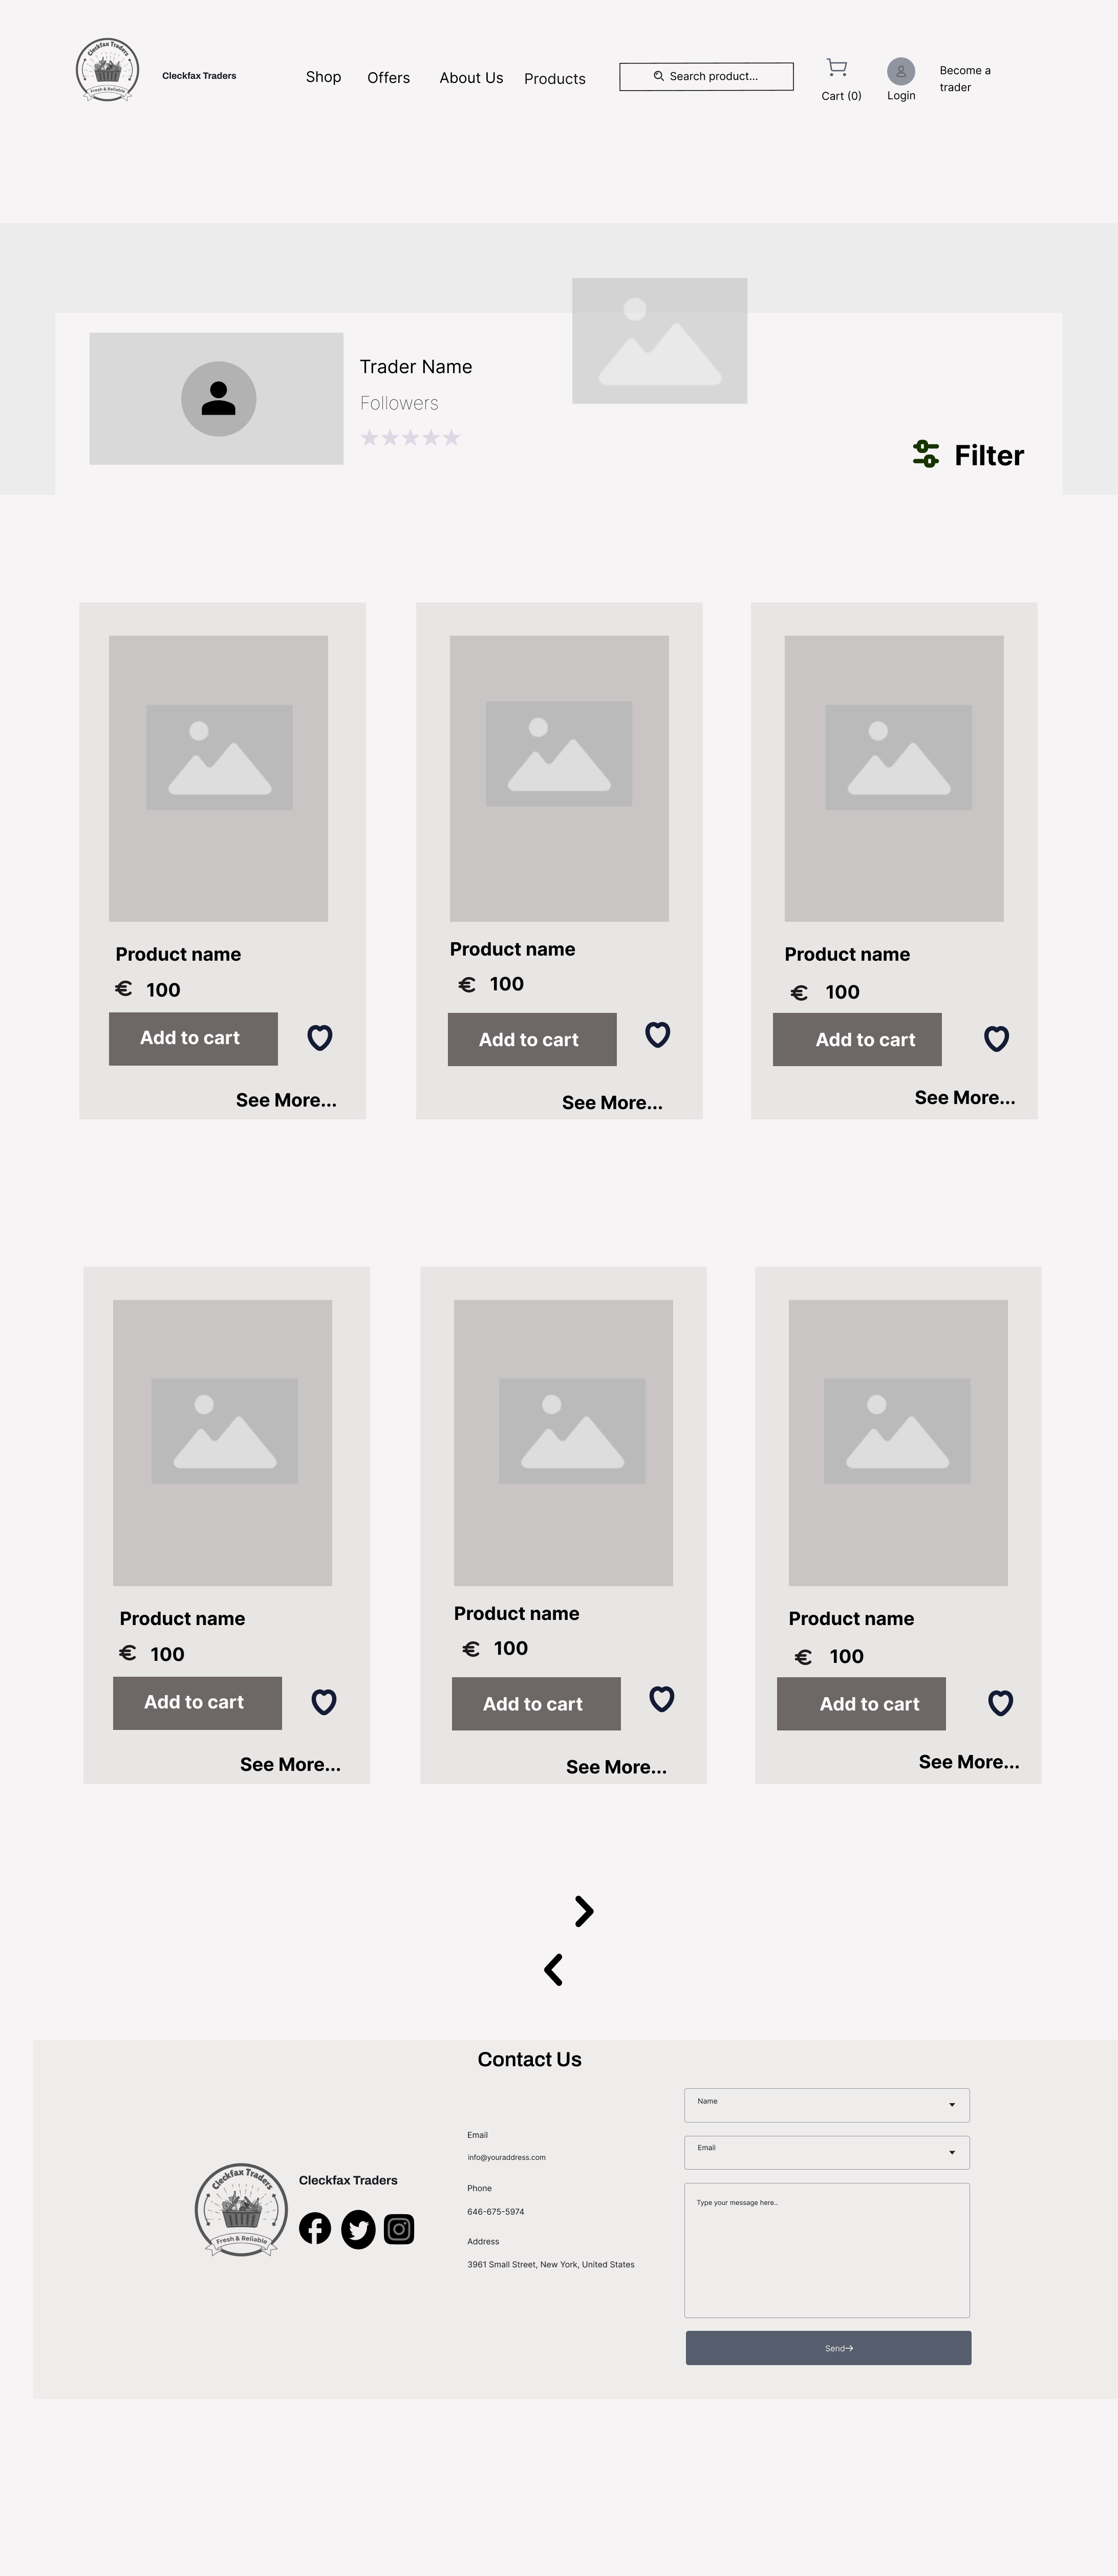 Cleckfax Traders
Fresh & Reliable
Cleckfax Traders
Shop
Offers
About Us
Products
Search product...
Cart (0)
Login
Become a
trader
Trader Name
Followers
Filter
Product name
€ 100
Add to cart
See More...
Product name
€ 100
Add to cart
See More...
Product name
€ 100
Add to cart
See More...
Product name
€ 100
Add to cart
See More...
Product name
€ 100
Add to cart
See More...
Product name
€ 100
Add to cart
See More...
Contact Us
Cleckfax Traders
Fresh & Reliable
Cleckfax Traders
Email
info@youraddress.com
Phone
646-675-5974
Address
3961 Small Street, New York, United States
Name
Email
Type your message here..
Send